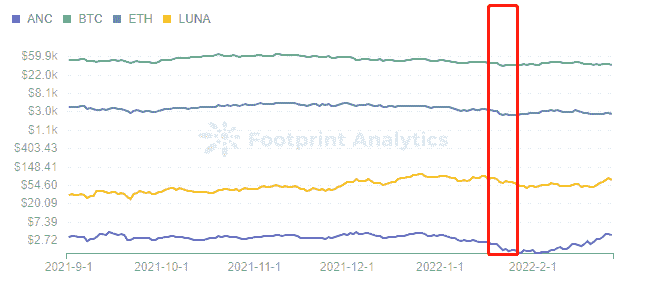 ANC BTC ETH LUNA
$59.9k
$22.0k
$8.1k
$3.0k
$1.1k
$403.43
$148.41
$54.60
$20.09
$7.39
$2.72
Footprint Analytics
2021-9-1 2021-10-1 2021-11-1 2021-12-1 2022-1-1 2022-2-1